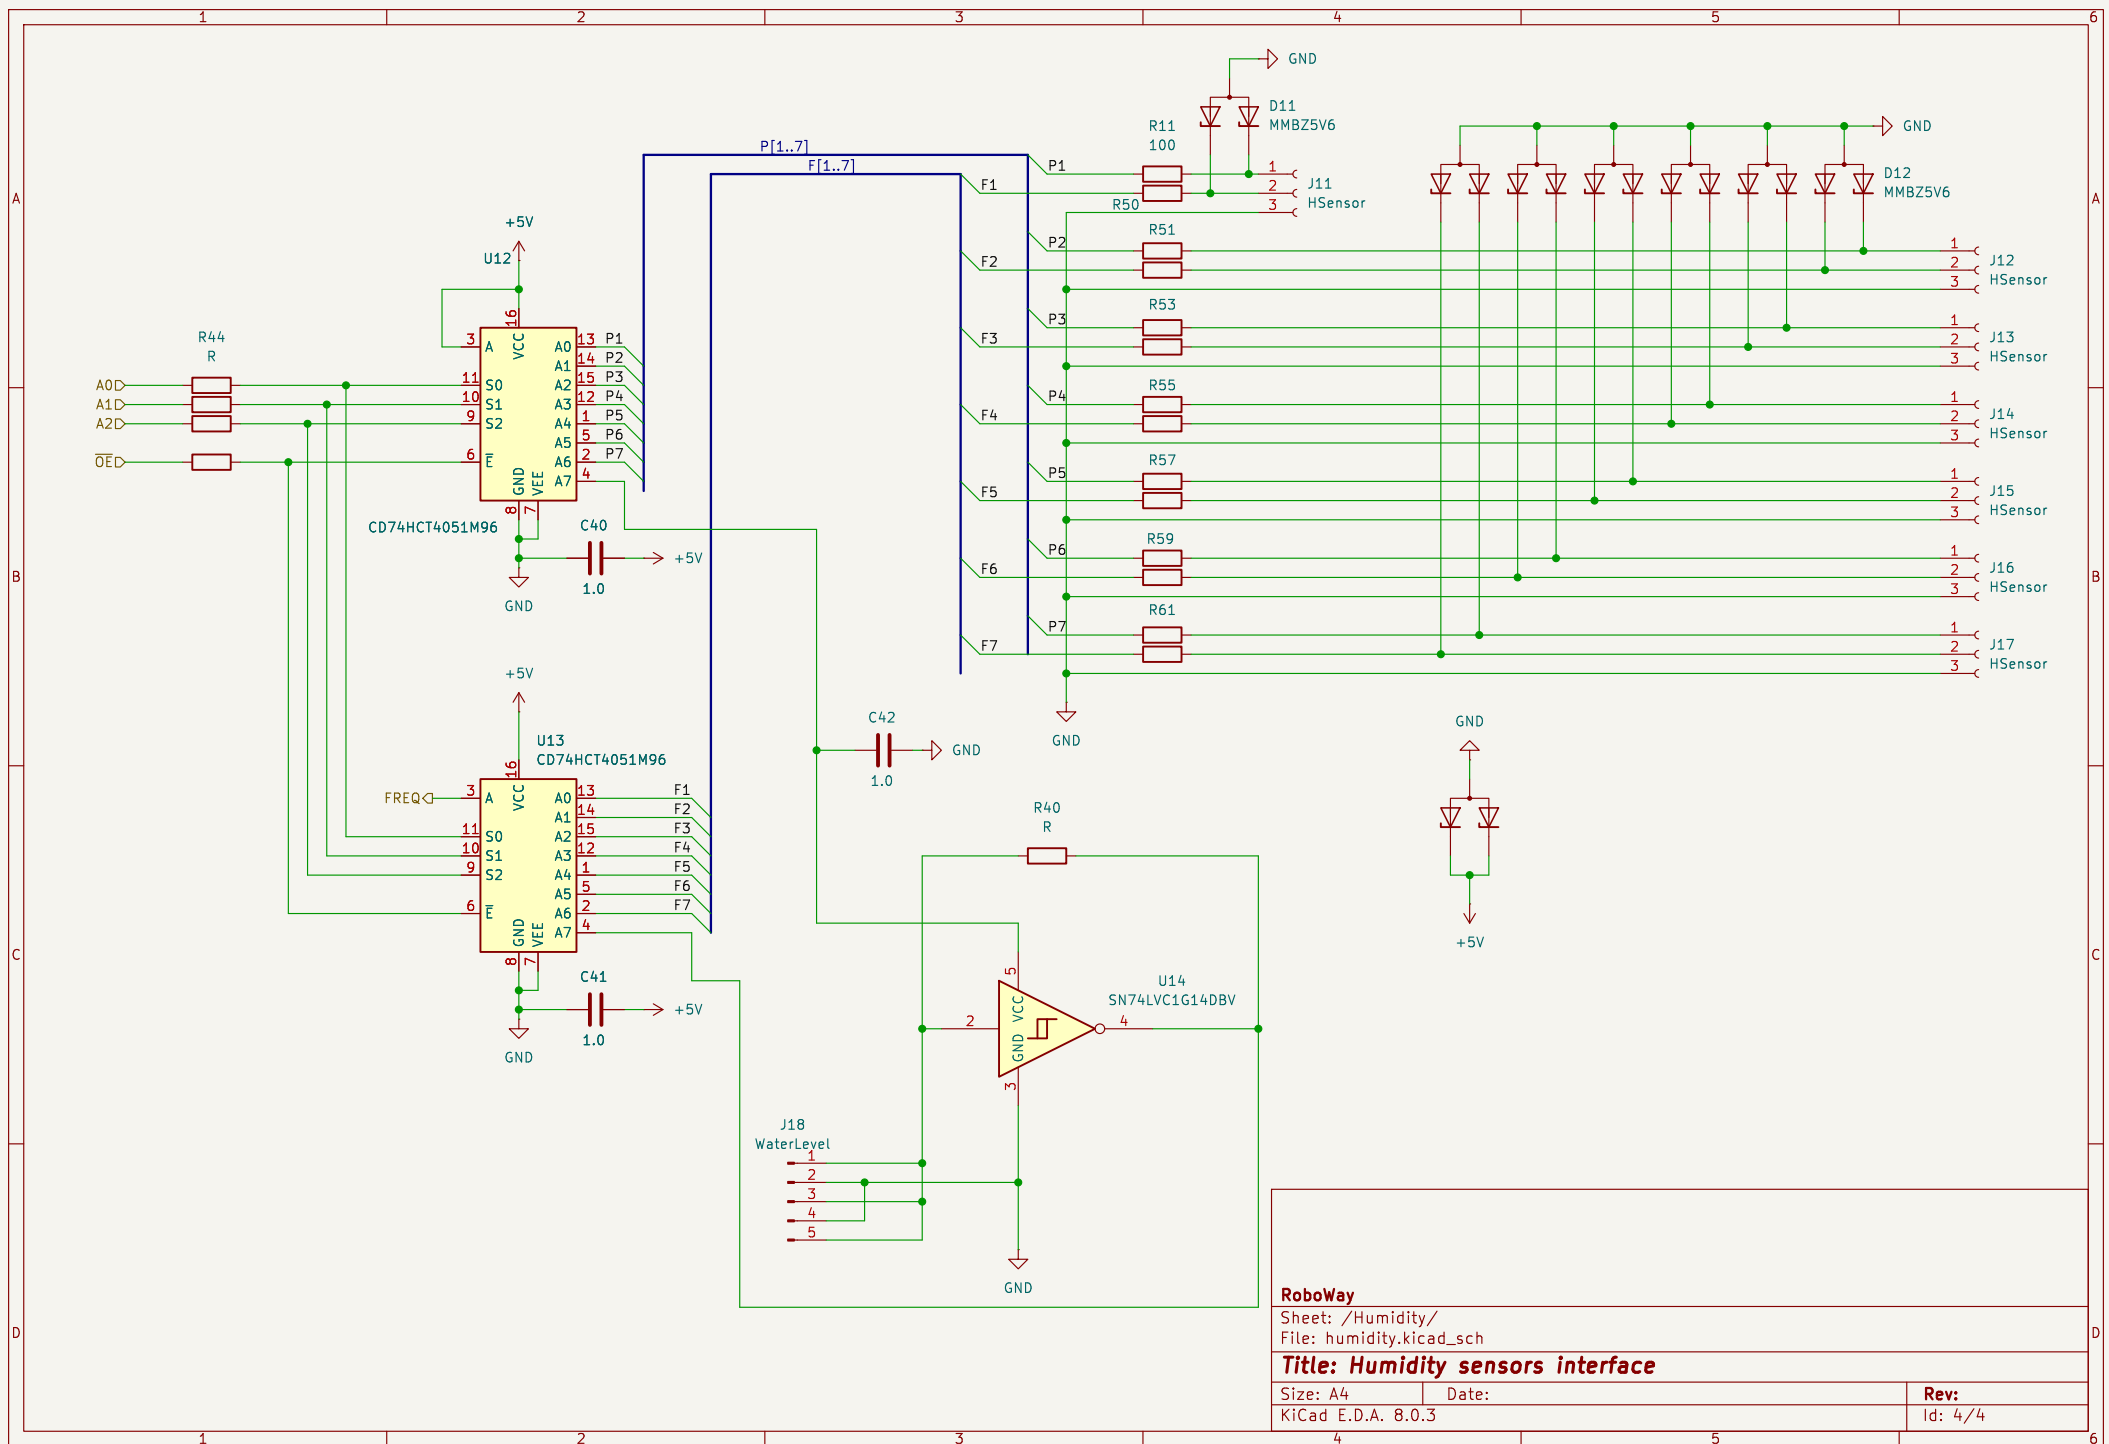 1 2 3 4 5 6
A A
B B
C C
D D
1 2 3 4 5 6
GND
D11
MMBZ5V6
R11
100
P1
F1
R50
1
2
3
J11
HSensor
GND
D12
MMBZ5V6
P[1..7]
F[1..7]
P2
F2
R51
1
2
3
J12
HSensor
P3
F3
R53
1
2
3
J13
HSensor
P4
F4
R55
1
2
3
J14
HSensor
P5
F5
R57
1
2
3
J15
HSensor
P6
F6
R59
1
2
3
J16
HSensor
P7
F7
R61
1
2
3
J17
HSensor
GND
+5V
U12
R44
R
A0
A1
A2
OE
16
VCC
3 A A0 13 P1
A1 14 P2
11 S0 A2 15 P3
10 S1 A3 12 P4
9 S2 A4 1 P5
A5 5 P6
6 E A6 2 P7
A7 4
GND VEE
8 7
CD74HCT4051M96
C40
1.0
+5V
GND
+5V
U13
CD74HCT4051M96
16
VCC
FREQ
3 A A0 13 F1
A1 14 F2
11 S0 A2 15 F3
10 S1 A3 12 F4
9 S2 A4 1 F5
A5 5 F6
6 E A6 2 F7
A7 4
GND VEE
8 7
C41
1.0
+5V
GND
C42
1.0
GND
GND
+5V
R40
R
U14
SN74LVC1G14DBV
5
VCC
2
4
GND
3
GND
J18
WaterLevel
1
2
3
4
5
RoboWay
Sheet: /Humidity/
File: humidity.kicad_sch
Title: Humidity sensors interface
Size: A4 Date: Rev:
KiCad E.D.A. 8.0.3 Id: 4/4